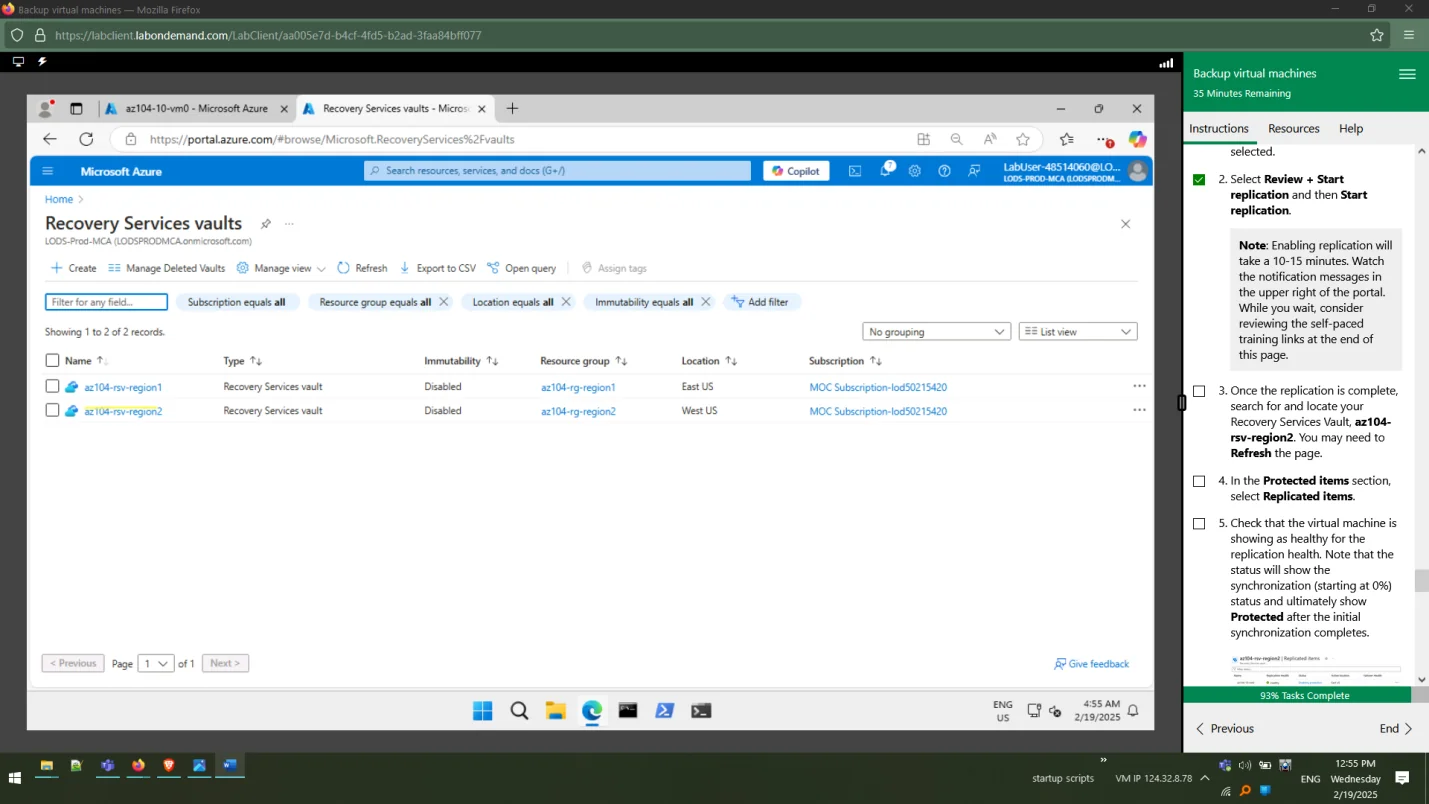 Backup virtual machines — Mozilla Firefox
https://labclient.labondemand.com/LabClient/aa005e7d-b4cf-4fd5-b2ad-3faa84bff077
az104-10-vm0 - Microsoft Azure
Recovery Services vaults - Micros
https://portal.azure.com/#browse/Microsoft.RecoveryServices%2Fvaults
Microsoft Azure
Search resources, services, and docs (G+/)
Copilot
7
LabUser-48514060@LO...
LODS-PROD-MCA (LODSPRODM...
Home >
Recovery Services vaults
LODS-Prod-MCA (LODSPRODMCA.onmicrosoft.com)
Create
Manage Deleted Vaults
Manage view
Refresh
Export to CSV
Open query
Assign tags
Filter for any field...
Subscription equals all
Resource group equals all
Location equals all
Immutability equals all
Add filter
Showing 1 to 2 of 2 records.
No grouping
List view
Name Type Immutability Resource group Location Subscription
az104-rsv-region1 Recovery Services vault Disabled az104-rg-region1 East US MOC Subscription-lod50215420
az104-rsv-region2 Recovery Services vault Disabled az104-rg-region2 West US MOC Subscription-lod50215420
< Previous Page 1 of 1 Next >
Give feedback
ENG
US
4:55 AM
2/19/2025
Backup virtual machines
35 Minutes Remaining
Instructions Resources Help
selected.
2. Select Review + Start
replication and then Start
replication.
Note: Enabling replication will
take a 10-15 minutes. Watch
the notification messages in
the upper right of the portal.
While you wait, consider
reviewing the self-paced
training links at the end of
this page.
3. Once the replication is complete,
search for and locate your
Recovery Services Vault, az104-
rsv-region2. You may need to
Refresh the page.
4. In the Protected items section,
select Replicated items.
5. Check that the virtual machine is
showing as healthy for the
replication health. Note that the
status will show the
synchronization (starting at 0%)
status and ultimately show
Protected after the initial
synchronization completes.
az104-rsv-region2 | Replicated items
93% Tasks Complete
Previous
End
startup scripts
VM IP 124.32.8.78
ENG
12:55 PM
Wednesday
2/19/2025